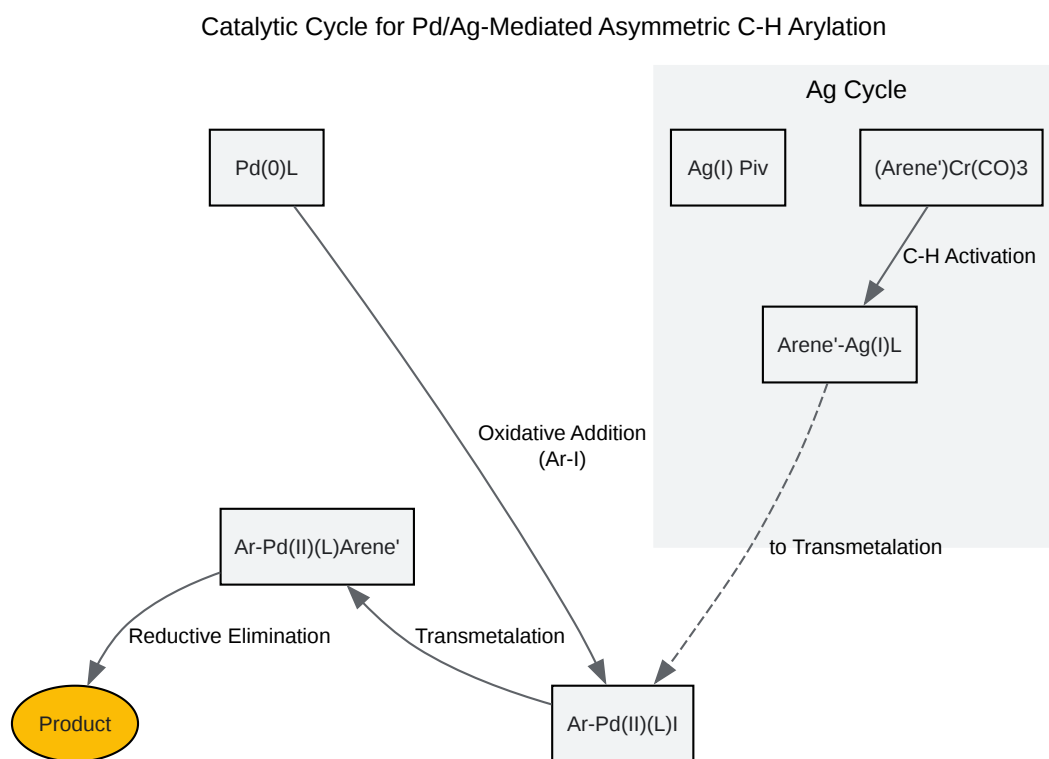 Catalytic Cycle for Pd/Ag-Mediated Asymmetric C-H Arylation
Ag Cycle
Pd(0)L
Ag(I) Piv
(Arene')Cr(CO)3
C-H Activation
Arene'-Ag(I)L
Oxidative Addition
(Ar-I)
Ar-Pd(II)(L)Arene'
to Transmetalation
Reductive Elimination
Transmetalation
Product
Ar-Pd(II)(L)I